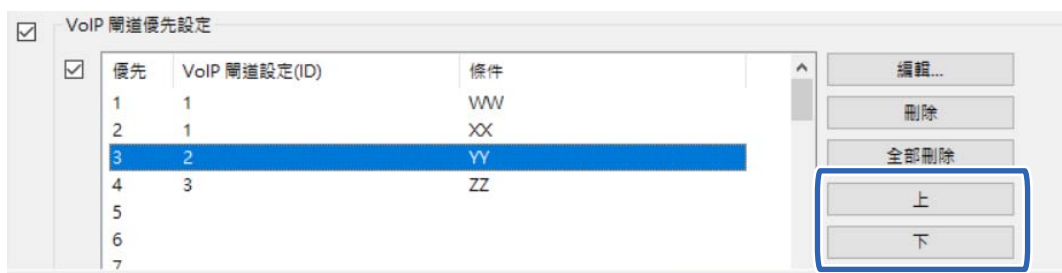 VoIP 閘道優先設定
優先 VoIP 閘道設定(ID) 條件
1 1 WW
2 1 XX
3 2 YY
4 3 ZZ
5
6
7
編輯...
刪除
全部刪除
上
下